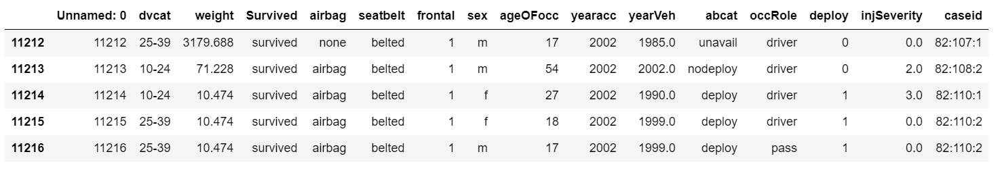 Unnamed: 0 dvcat weight Survived airbag seatbelt frontal sex ageOFocc yearacc yearVeh abcat occRole deploy injSeverity caseid
11212 11212 25-39 3179.688 survived none belted 1 m 17 2002 1985.0 unavail driver 0 0.0 82:107:1
11213 11213 10-24 71.228 survived airbag belted 1 m 54 2002 2002.0 nodeploy driver 0 2.0 82:108:2
11214 11214 10-24 10.474 survived airbag belted 1 f 27 2002 1990.0 deploy driver 1 3.0 82:110:1
11215 11215 25-39 10.474 survived airbag belted 1 f 18 2002 1999.0 deploy driver 1 0.0 82:110:2
11216 11216 25-39 10.474 survived airbag belted 1 m 17 2002 1999.0 deploy pass 1 0.0 82:110:2